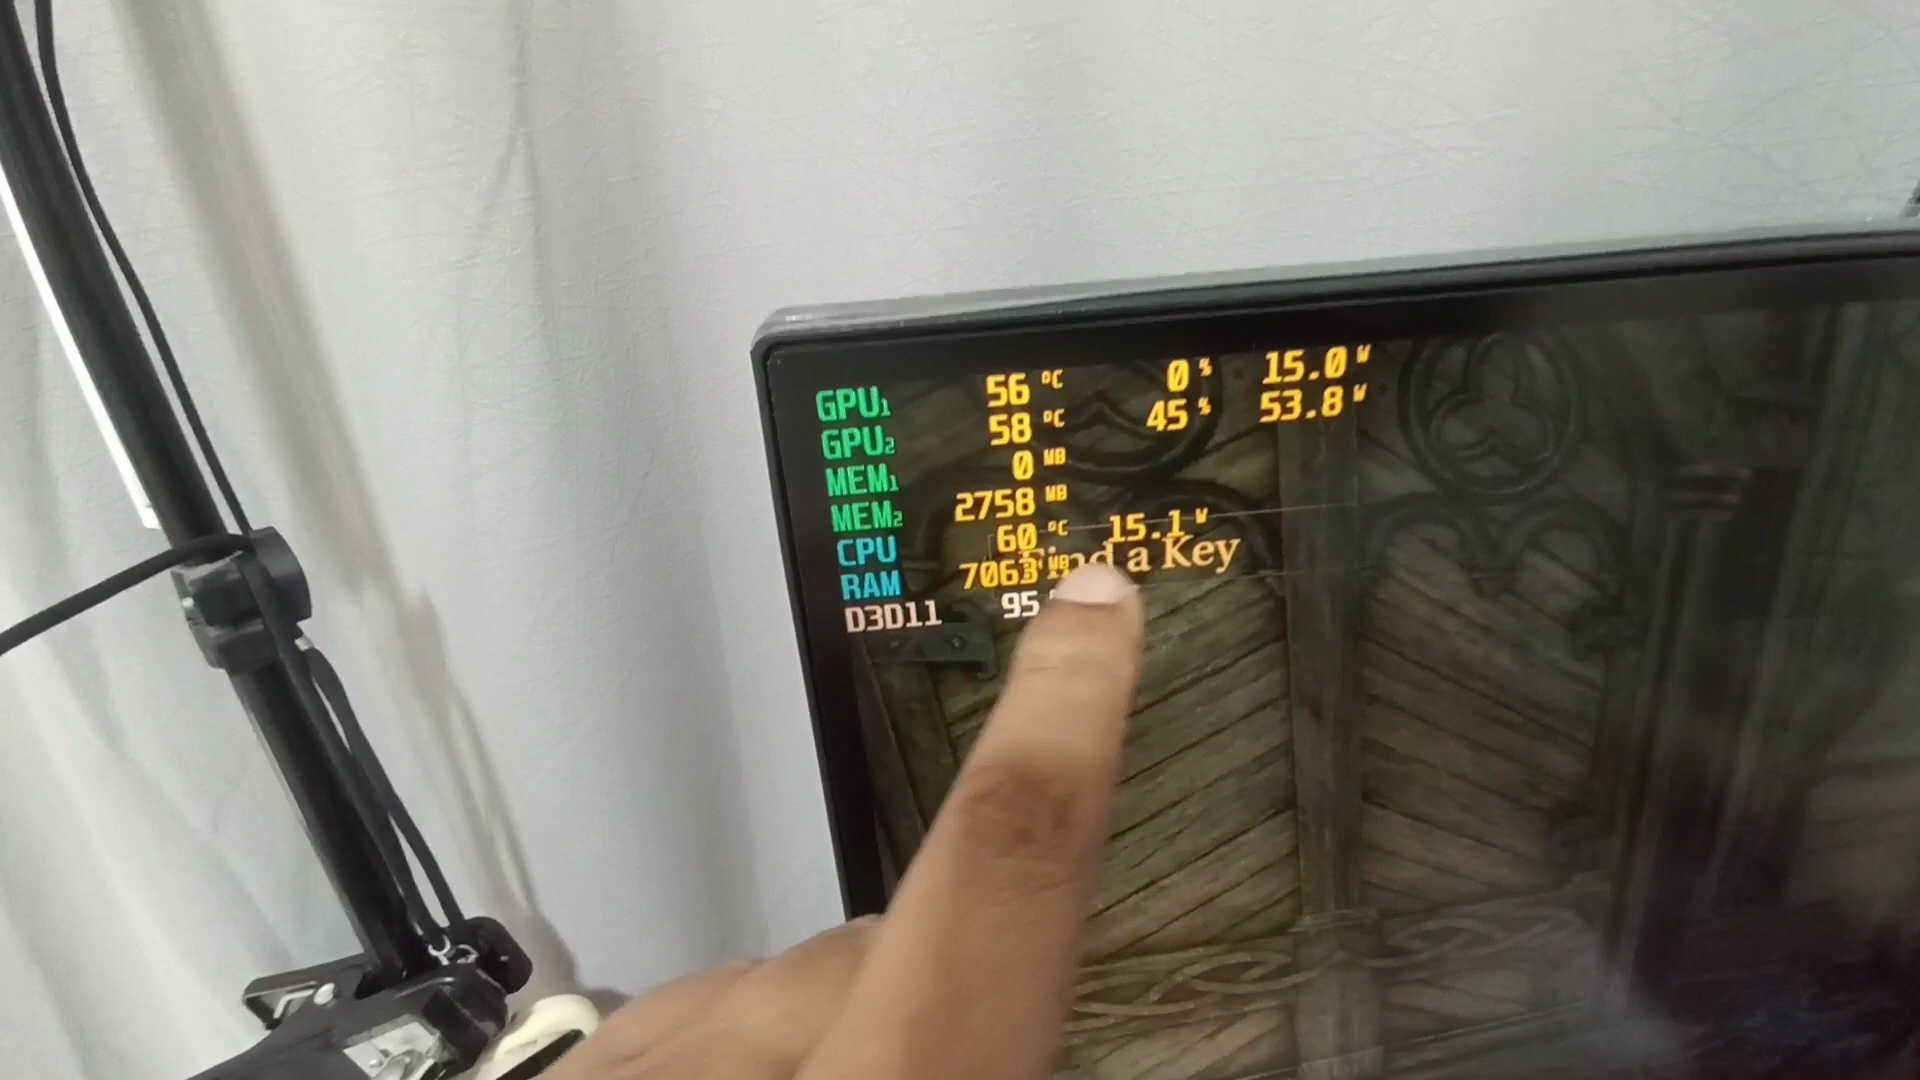 GPU1 56 °C 0 % 15.0 W
GPU2 58 °C 45 % 53.8 W
MEM1 0 MB
MEM2 2758 MB
CPU 60 °C 15.1 W
RAM 7063 MB
Find a Key
D3D11 95